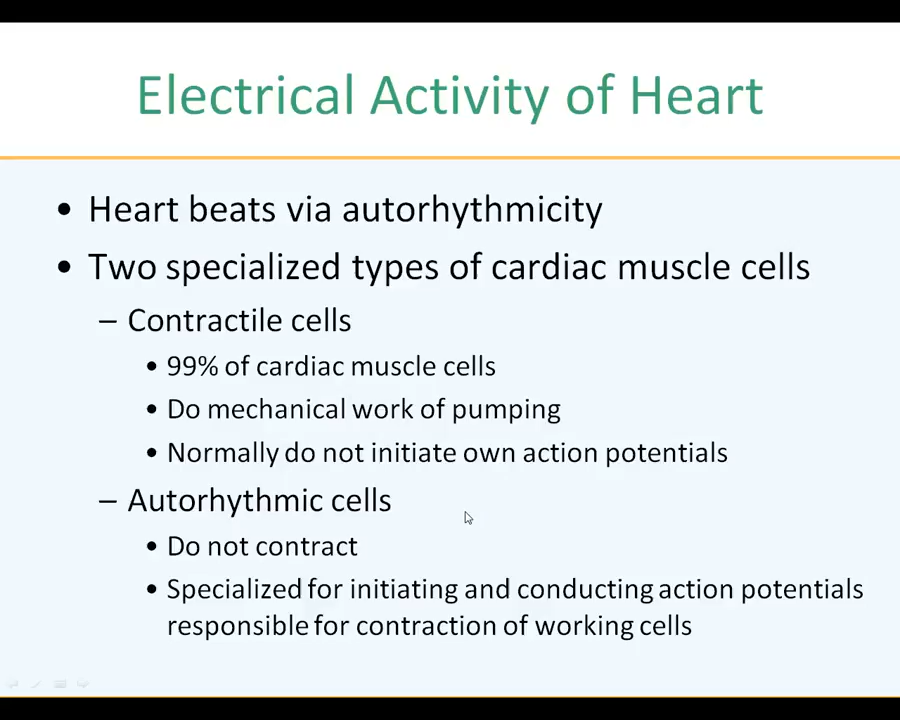 Electrical Activity of Heart
• Heart beats via autorhythmicity
• Two specialized types of cardiac muscle cells
– Contractile cells
• 99% of cardiac muscle cells
• Do mechanical work of pumping
• Normally do not initiate own action potentials
– Autorhythmic cells
• Do not contract
• Specialized for initiating and conducting action potentials
responsible for contraction of working cells